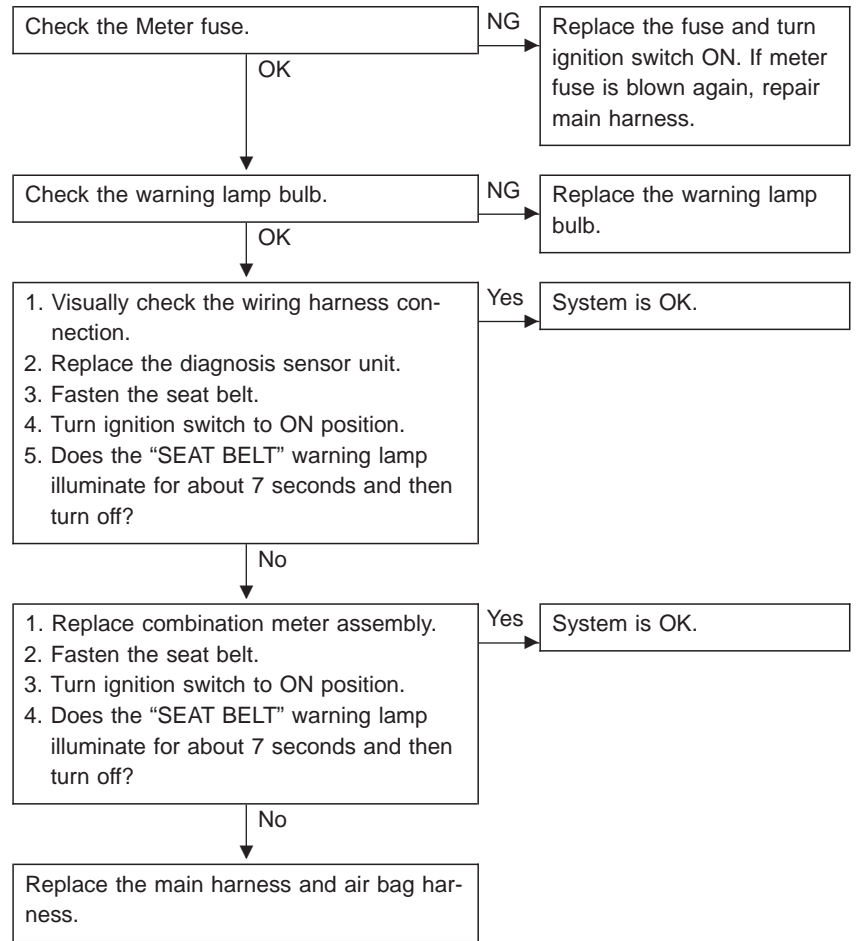 Check the Meter fuse.
NG
Replace the fuse and turn
ignition switch ON. If meter
fuse is blown again, repair
main harness.
OK
Check the warning lamp bulb.
NG
Replace the warning lamp
bulb.
OK
1. Visually check the wiring harness con-
nection.
2. Replace the diagnosis sensor unit.
3. Fasten the seat belt.
4. Turn ignition switch to ON position.
5. Does the “SEAT BELT” warning lamp
illuminate for about 7 seconds and then
turn off?
Yes
System is OK.
No
1. Replace combination meter assembly.
2. Fasten the seat belt.
3. Turn ignition switch to ON position.
4. Does the “SEAT BELT” warning lamp
illuminate for about 7 seconds and then
turn off?
Yes
System is OK.
No
Replace the main harness and air bag har-
ness.